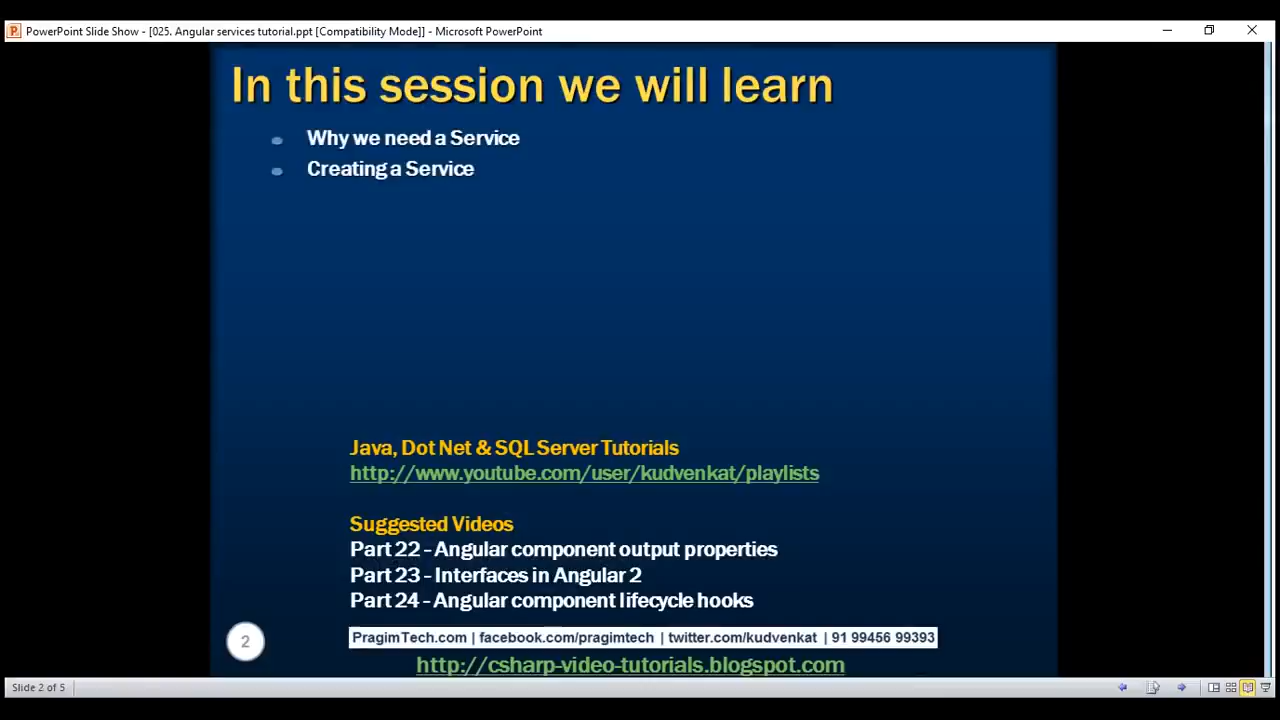 PowerPoint Slide Show - [025. Angular services tutorial.ppt [Compatibility Mode]] - Microsoft PowerPoint
In this session we will learn
Why we need a Service
Creating a Service
Java, Dot Net & SQL Server Tutorials
http://www.youtube.com/user/kudvenkat/playlists
Suggested Videos
Part 22 - Angular component output properties
Part 23 - Interfaces in Angular 2
Part 24 - Angular component lifecycle hooks
2
PragimTech.com | facebook.com/pragimtech | twitter.com/kudvenkat | 91 99456 99393
http://csharp-video-tutorials.blogspot.com
Slide 2 of 5